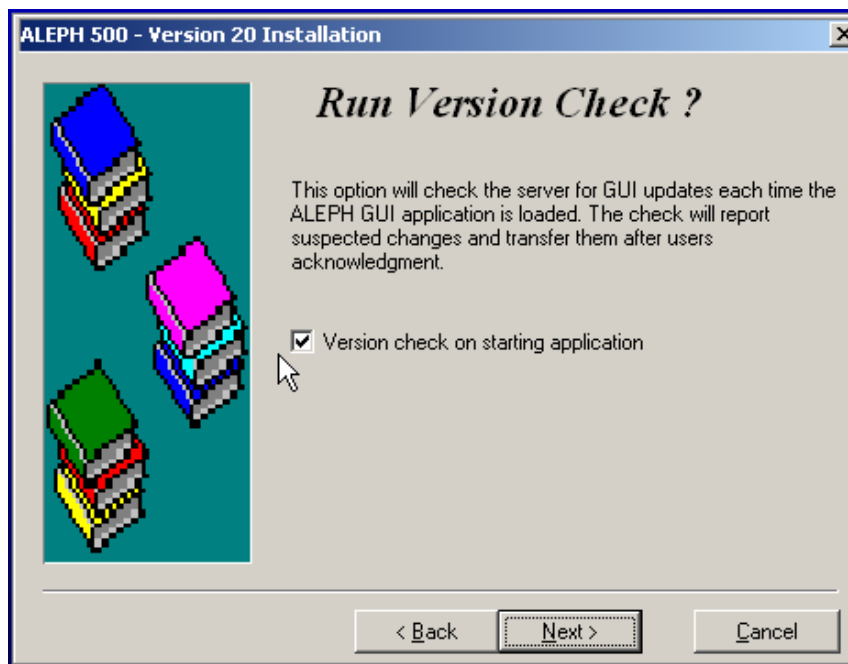 ALEPH 500 - Version 20 Installation
Run Version Check ?
This option will check the server for GUI updates each time the
ALEPH GUI application is loaded. The check will report
suspected changes and transfer them after users
acknowledgment.
Version check on starting application
< Back Next > Cancel